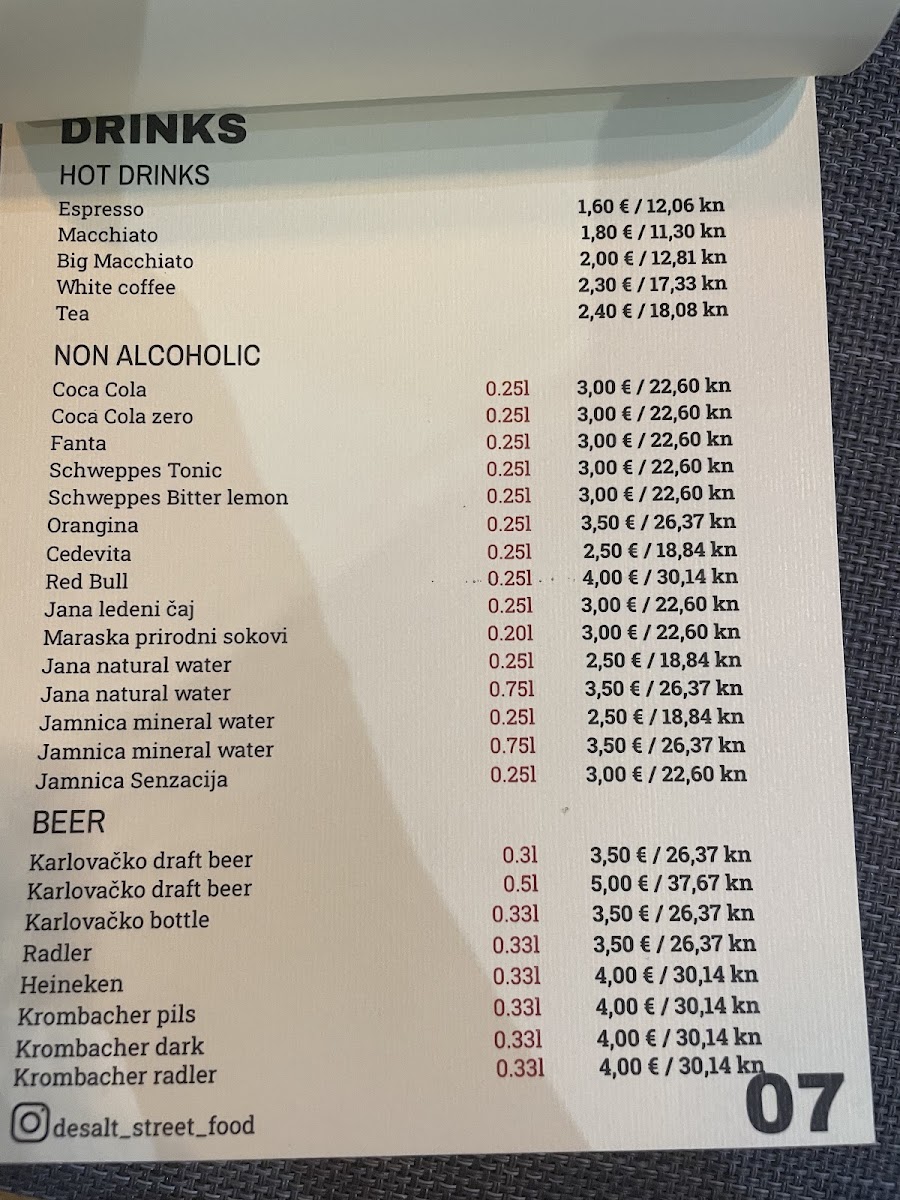 DRINKS
HOT DRINKS
Espresso 1,60 € / 12,06 kn
Macchiato 1,80 € / 11,30 kn
Big Macchiato 2,00 € / 12,81 kn
White coffee 2,30 € / 17,33 kn
Tea 2,40 € / 18,08 kn
NON ALCOHOLIC
Coca Cola 0.25l 3,00 € / 22,60 kn
Coca Cola zero 0.25l 3,00 € / 22,60 kn
Fanta 0.25l 3,00 € / 22,60 kn
Schweppes Tonic 0.25l 3,00 € / 22,60 kn
Schweppes Bitter lemon 0.25l 3,00 € / 22,60 kn
Orangina 0.25l 3,50 € / 26,37 kn
Cedevita 0.25l 2,50 € / 18,84 kn
Red Bull 0.25l 4,00 € / 30,14 kn
Jana ledeni čaj 0.25l 3,00 € / 22,60 kn
Maraska prirodni sokovi 0.20l 3,00 € / 22,60 kn
Jana natural water 0.25l 2,50 € / 18,84 kn
Jana natural water 0.75l 3,50 € / 26,37 kn
Jamnica mineral water 0.25l 2,50 € / 18,84 kn
Jamnica mineral water 0.75l 3,50 € / 26,37 kn
Jamnica Senzacija 0.25l 3,00 € / 22,60 kn
BEER
Karlovačko draft beer 0.3l 3,50 € / 26,37 kn
Karlovačko draft beer 0.5l 5,00 € / 37,67 kn
Karlovačko bottle 0.33l 3,50 € / 26,37 kn
Radler 0.33l 3,50 € / 26,37 kn
Heineken 0.33l 4,00 € / 30,14 kn
Krombacher pils 0.33l 4,00 € / 30,14 kn
Krombacher dark 0.33l 4,00 € / 30,14 kn
Krombacher radler 0.33l 4,00 € / 30,14 kn
desalt_street_food
07